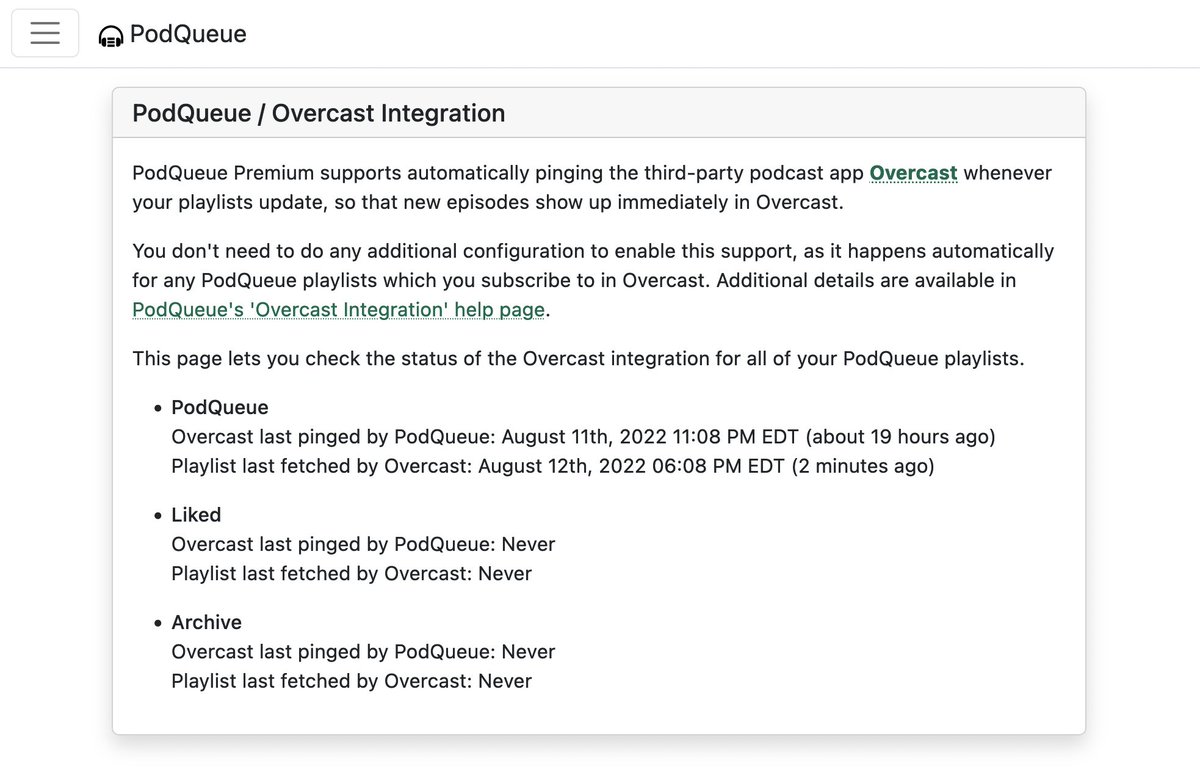 PodQueue
PodQueue / Overcast Integration
PodQueue Premium supports automatically pinging the third-party podcast app Overcast whenever
your playlists update, so that new episodes show up immediately in Overcast.
You don't need to do any additional configuration to enable this support, as it happens automatically
for any PodQueue playlists which you subscribe to in Overcast. Additional details are available in
PodQueue's 'Overcast Integration' help page.
This page lets you check the status of the Overcast integration for all of your PodQueue playlists.
• PodQueue
Overcast last pinged by PodQueue: August 11th, 2022 11:08 PM EDT (about 19 hours ago)
Playlist last fetched by Overcast: August 12th, 2022 06:08 PM EDT (2 minutes ago)
• Liked
Overcast last pinged by PodQueue: Never
Playlist last fetched by Overcast: Never
• Archive
Overcast last pinged by PodQueue: Never
Playlist last fetched by Overcast: Never